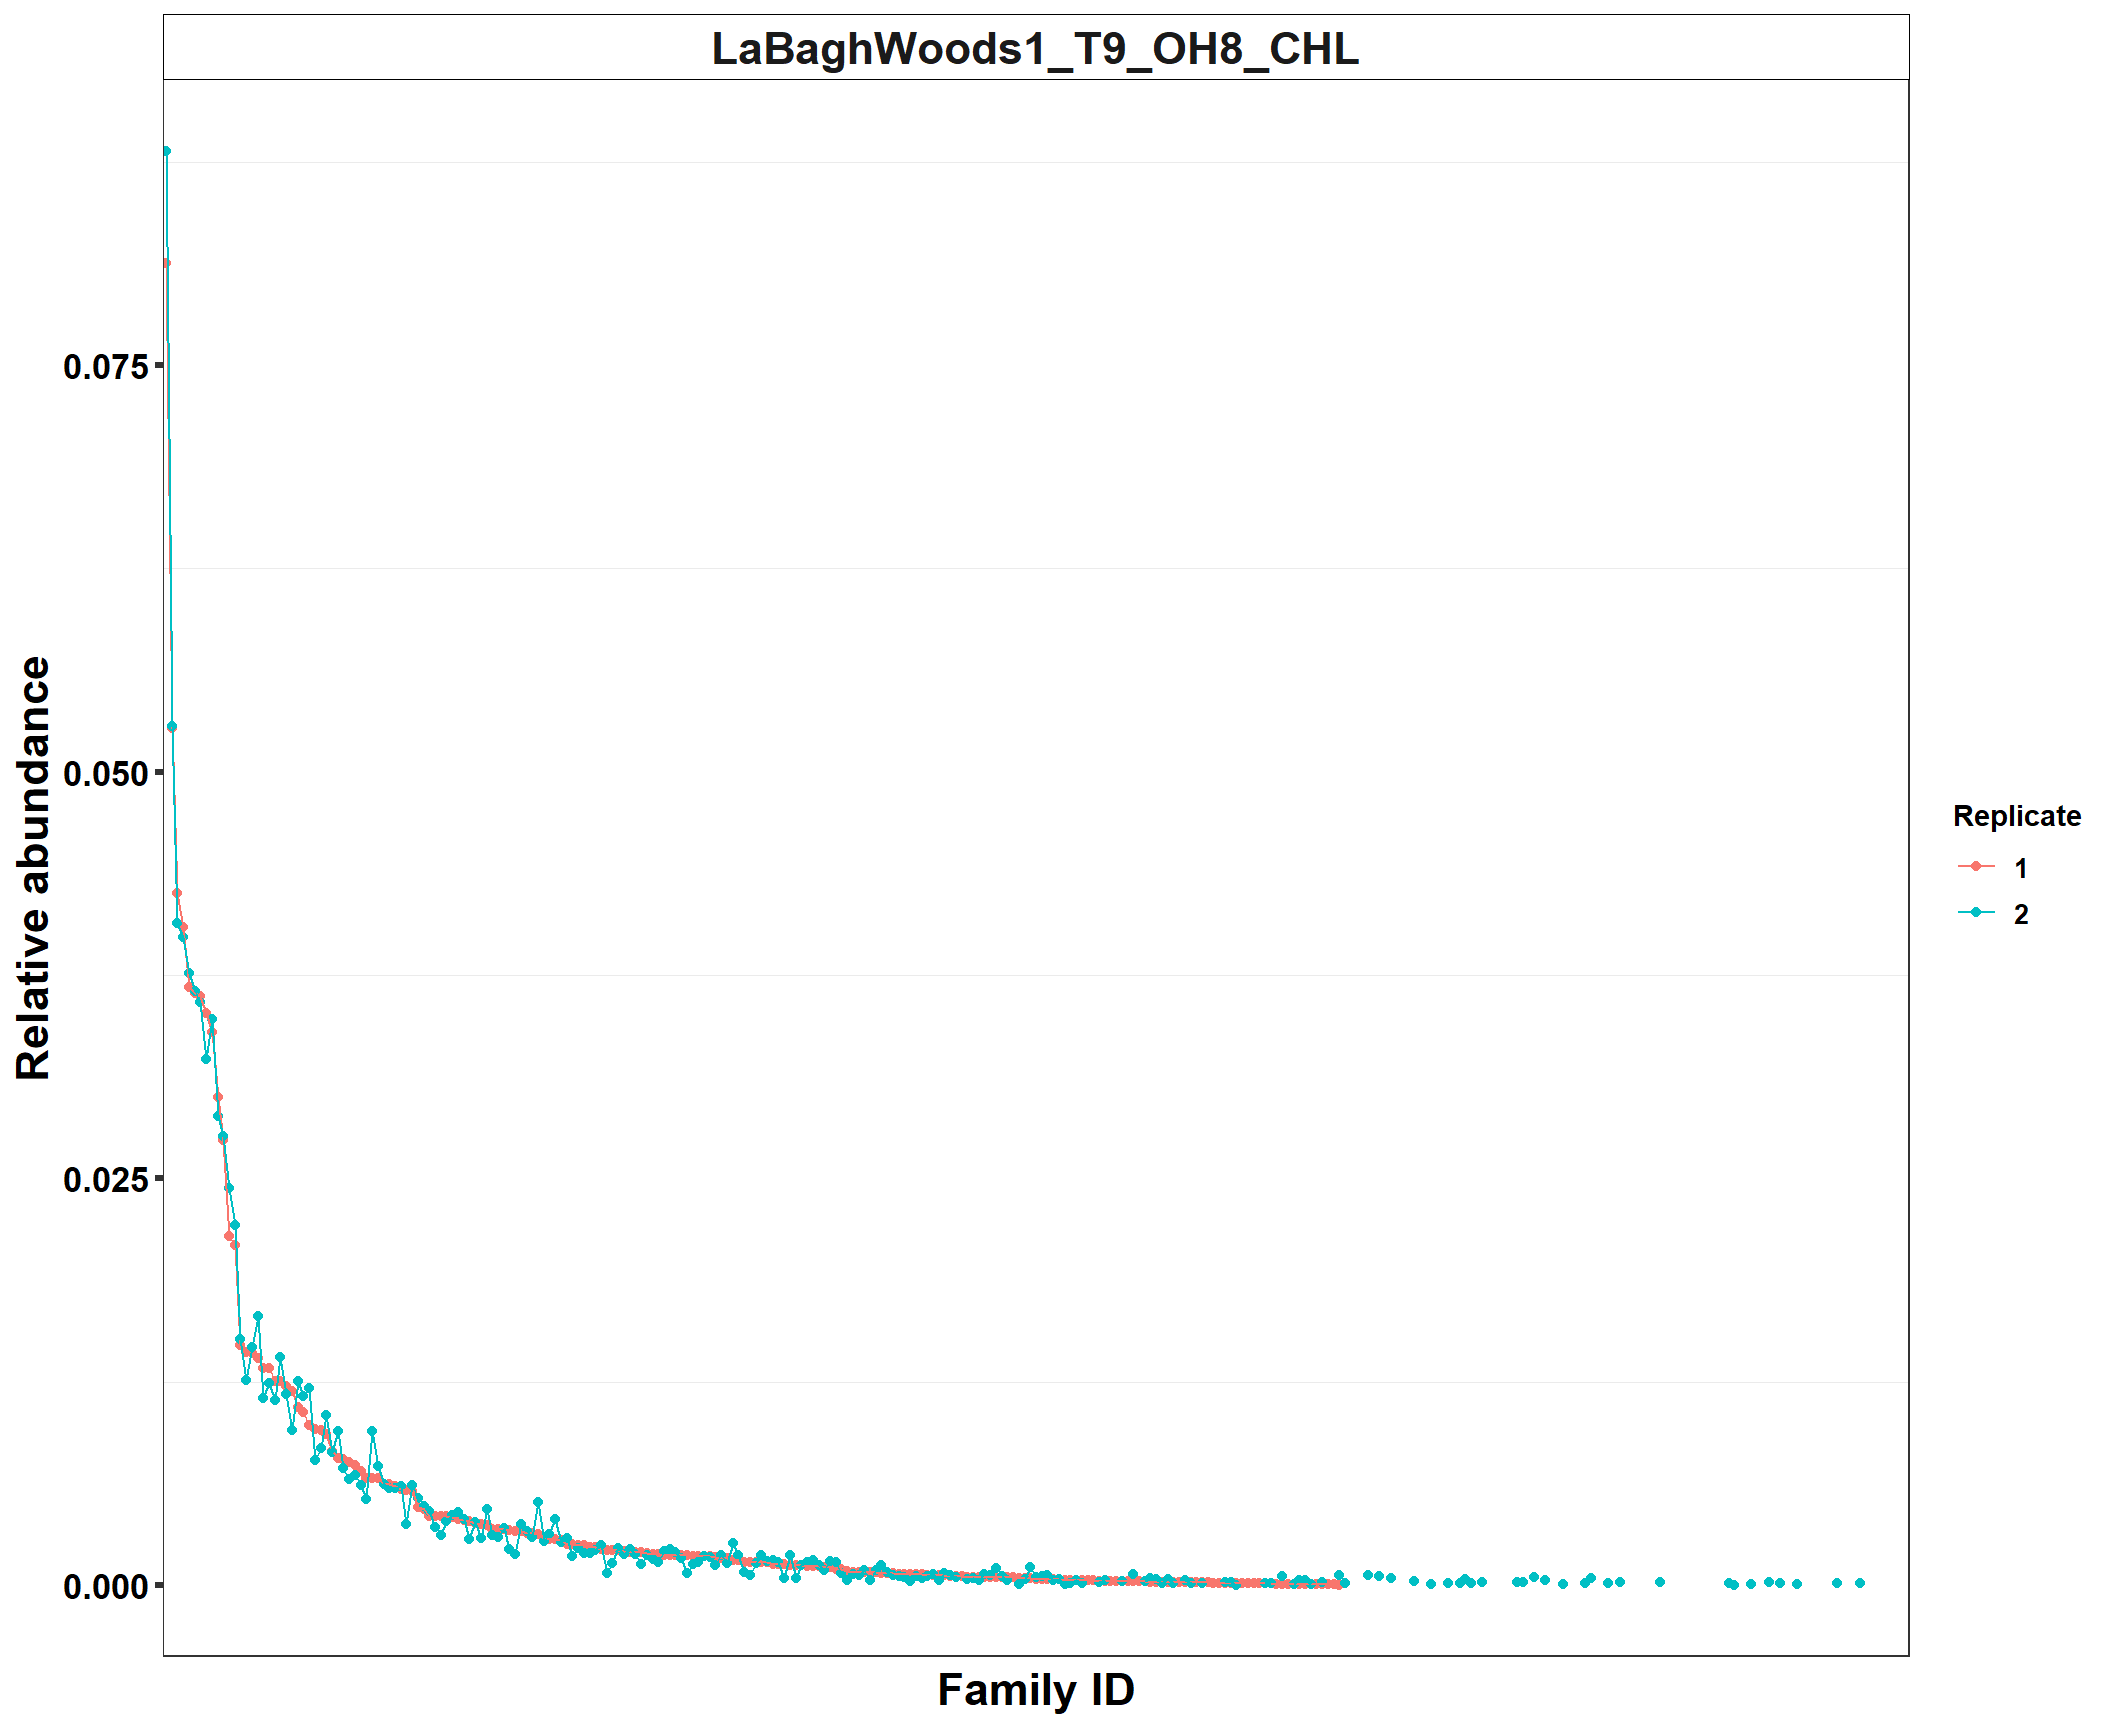 LaBaghWoods1_T9_OH8_CHL
Relative abundance
0.075
0.050
0.025
0.000
Family ID
Replicate
1
2